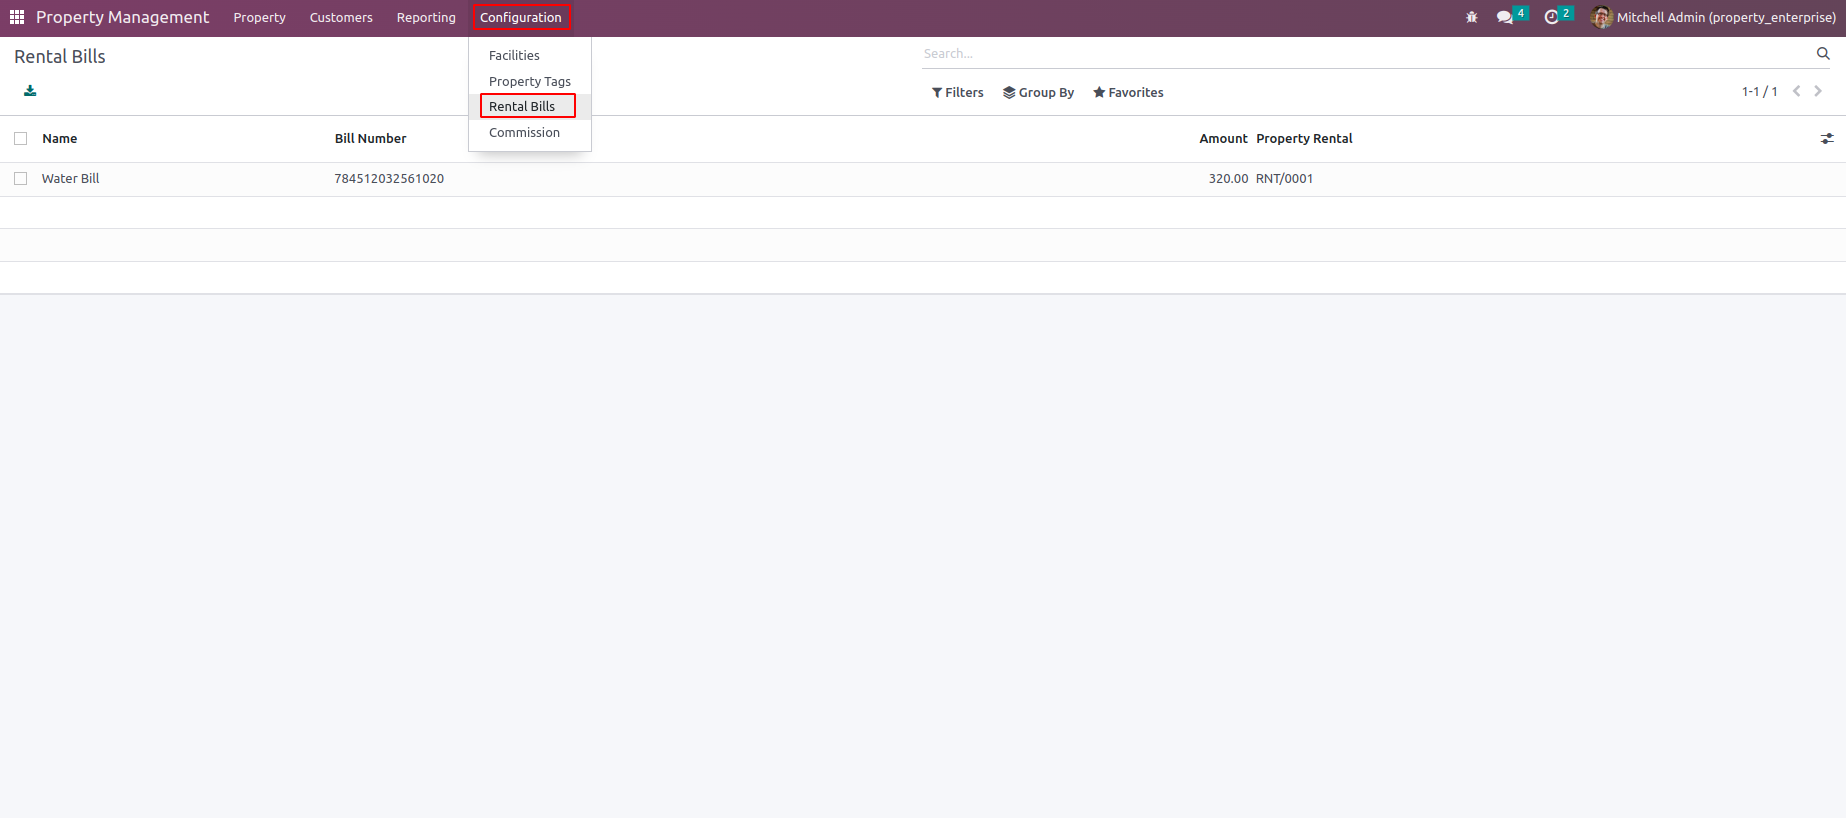 Property Management Property Customers Reporting Configuration 4 2 Mitchell Admin (property_enterprise)
Rental Bills
Search...
Facilities
Property Tags
Rental Bills
Commission
Filters Group By Favorites 1-1 / 1
Name Bill Number Amount Property Rental
Water Bill 784512032561020 320.00 RNT/0001